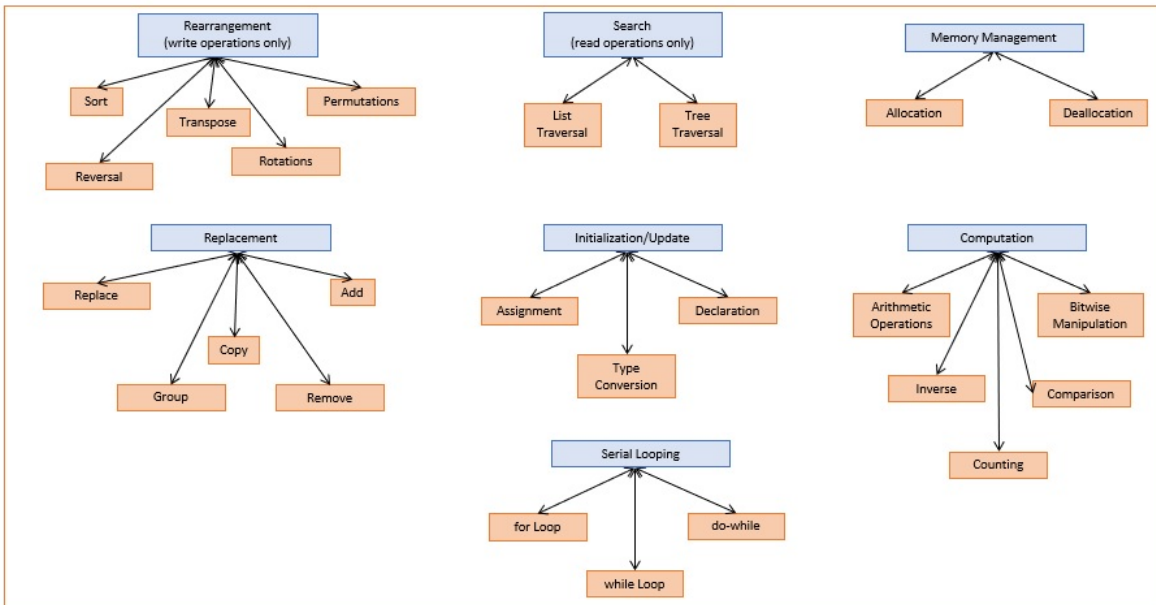 Rearrangement
(write operations only)
Sort
Permutations
Transpose
Reversal
Rotations
Search
(read operations only)
List
Traversal
Tree
Traversal
Memory Management
Allocation
Deallocation
Replacement
Replace
Add
Copy
Group
Remove
Initialization/Update
Assignment
Declaration
Type
Conversion
Computation
Arithmetic
Operations
Bitwise
Manipulation
Inverse
Comparison
Counting
Serial Looping
for Loop
do-while
while Loop